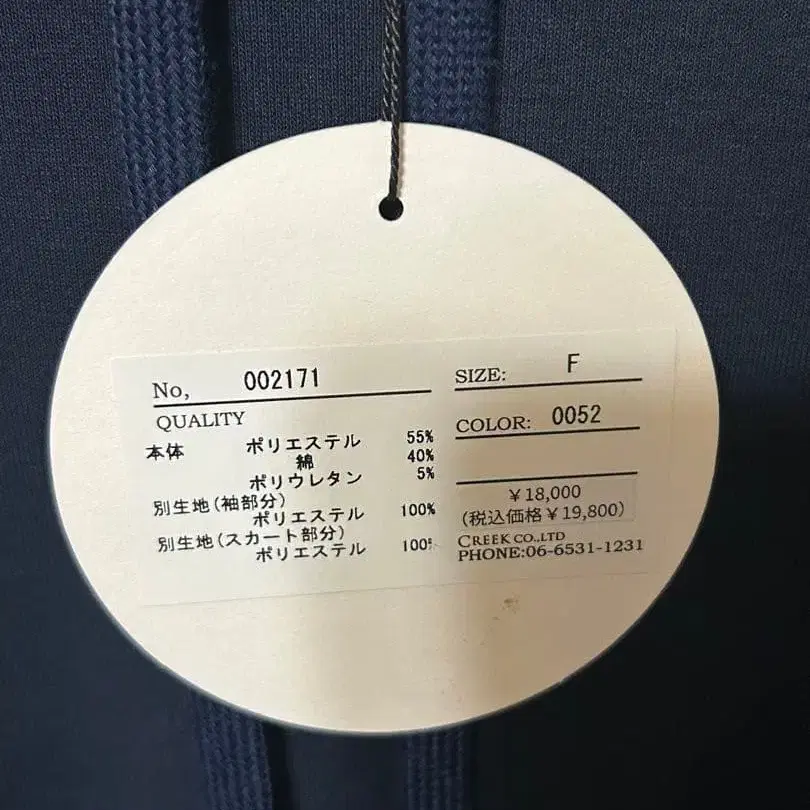 No, 002171
QUALITY
本体 ポリエステル 55%
綿 40%
ポリウレタン 5%
別生地(袖部分)
ポリエステル 100%
別生地(スカート部分)
ポリエステル 100%
SIZE: F
COLOR: 0052
￥18,000
(税込価格￥19,800)
CREEK CO.,LTD
PHONE:06-6531-1231